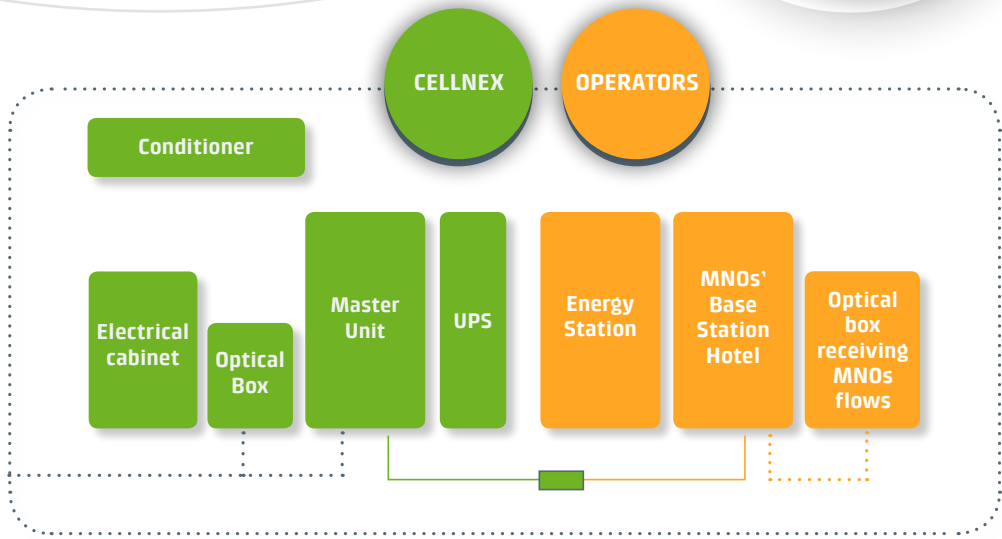 CELLNEX
OPERATORS
Conditioner
Electrical
cabinet
Optical
Box
Master
Unit
UPS
Energy
Station
MNOs'
Base
Station
Hotel
Optical
box
receiving
MNOs
flows